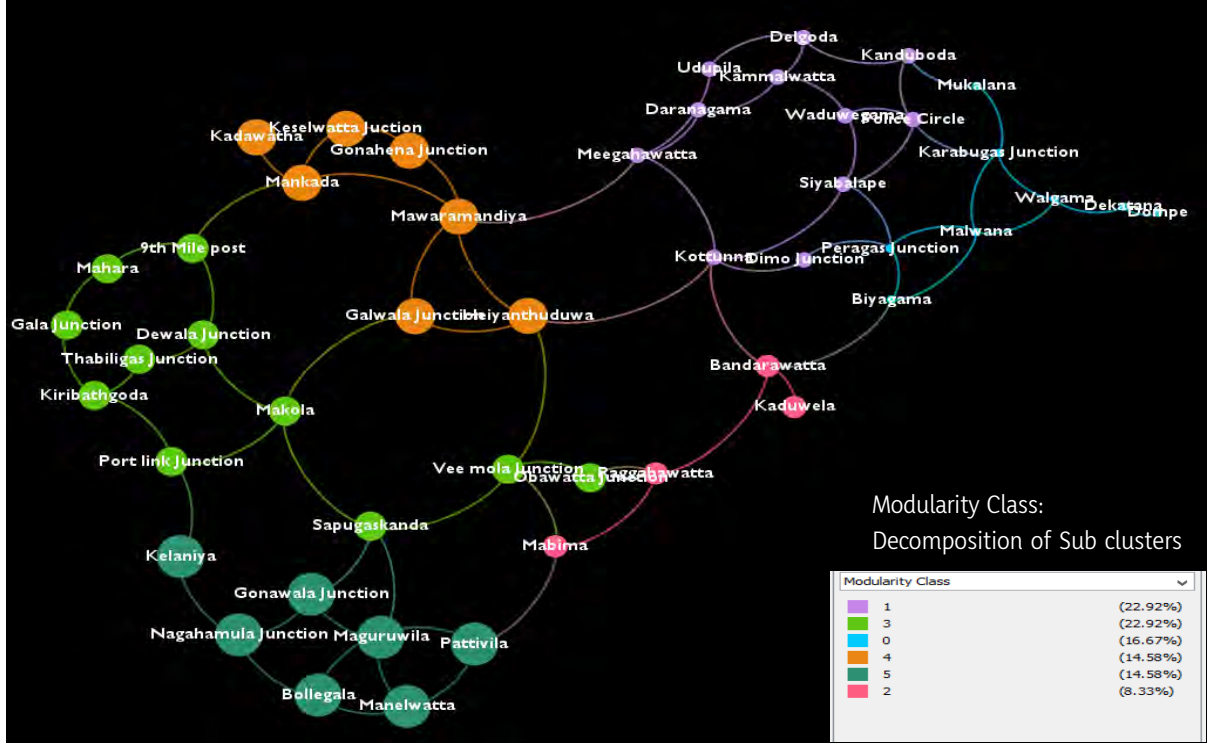 Delgoda
Kanduboda
Udupila
Kammalwatta
Mukalana
Daranagama
Waduwegama
Police Circle
Keselwatta Juction
Kadawatha
Gonahena Junction
Meegahawatta
Karabugas Junction
Mankada
Siyabalape
Walgama
Dekatana
Dompe
Mawaramandiya
Malwana
9th Mile post
Peragas Junction
Kottunna
Dimo Junction
Mahara
Biyagama
Gala Junction
Dewala Junction
Galwala Junction
Thabiligas Junction
Bandarawatta
Kiribathgoda
Kaduwela
Makola
Port link Junction
Vee mola Junction
Obawatta Junction
Sapugaskanda
Mabima
Kelaniya
Gonawala Junction
Nagahamula Junction
Maguruwila
Pattivila
Bollegala
Manelwatta
Modularity Class:
Decomposition of Sub clusters
Modularity Class
1 (22.92%)
3 (22.92%)
0 (16.67%)
4 (14.58%)
5 (14.58%)
2 (8.33%)